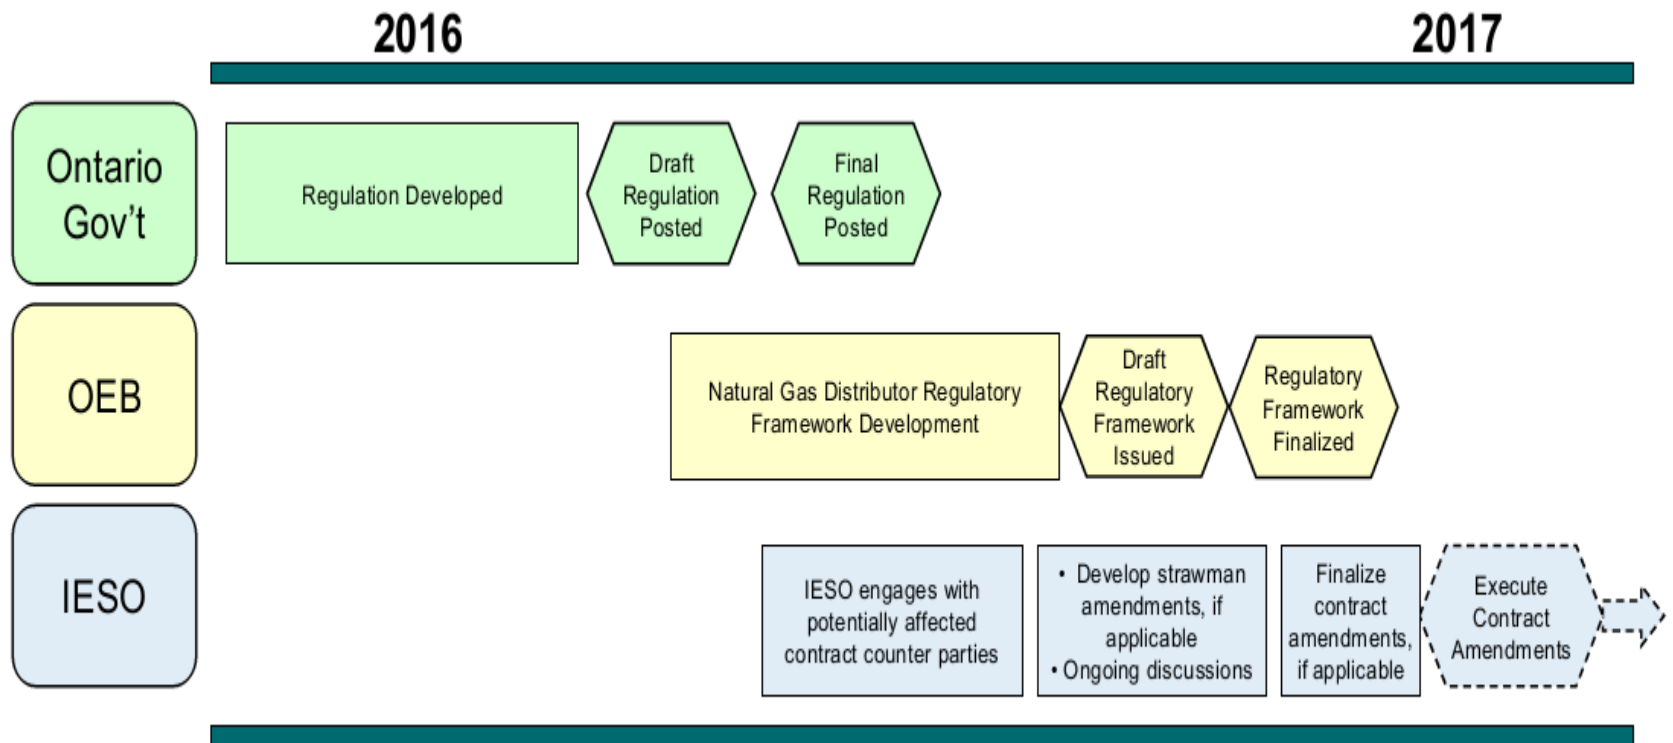 2016
2017
Ontario
Gov't
Regulation Developed
Draft
Regulation
Posted
Final
Regulation
Posted
OEB
Natural Gas Distributor Regulatory
Framework Development
Draft
Regulatory
Framework
Issued
Regulatory
Framework
Finalized
IESO
IESO engages with
potentially affected
contract counter parties
• Develop strawman
amendments, if
applicable
• Ongoing discussions
Finalize
contract
amendments,
if applicable
Execute
Contract
Amendments